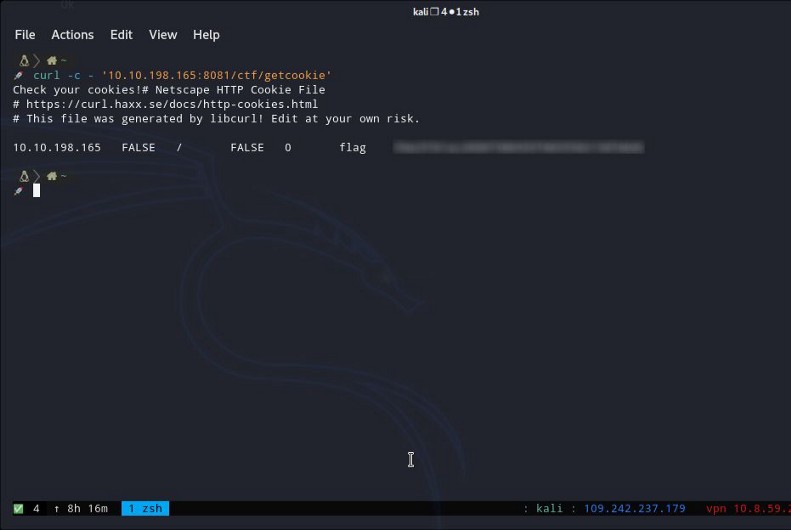 kali 4 1 zsh
File Actions Edit View Help
~
curl -c - '10.10.198.165:8081/ctf/getcookie'
Check your cookies!# Netscape HTTP Cookie File
# https://curl.haxx.se/docs/http-cookies.html
# This file was generated by libcurl! Edit at your own risk.
10.10.198.165 FALSE / FALSE 0 flag
~
4 ↑ 8h 16m 1 zsh : kali : 109.242.237.179 vpn 10.8.59.2